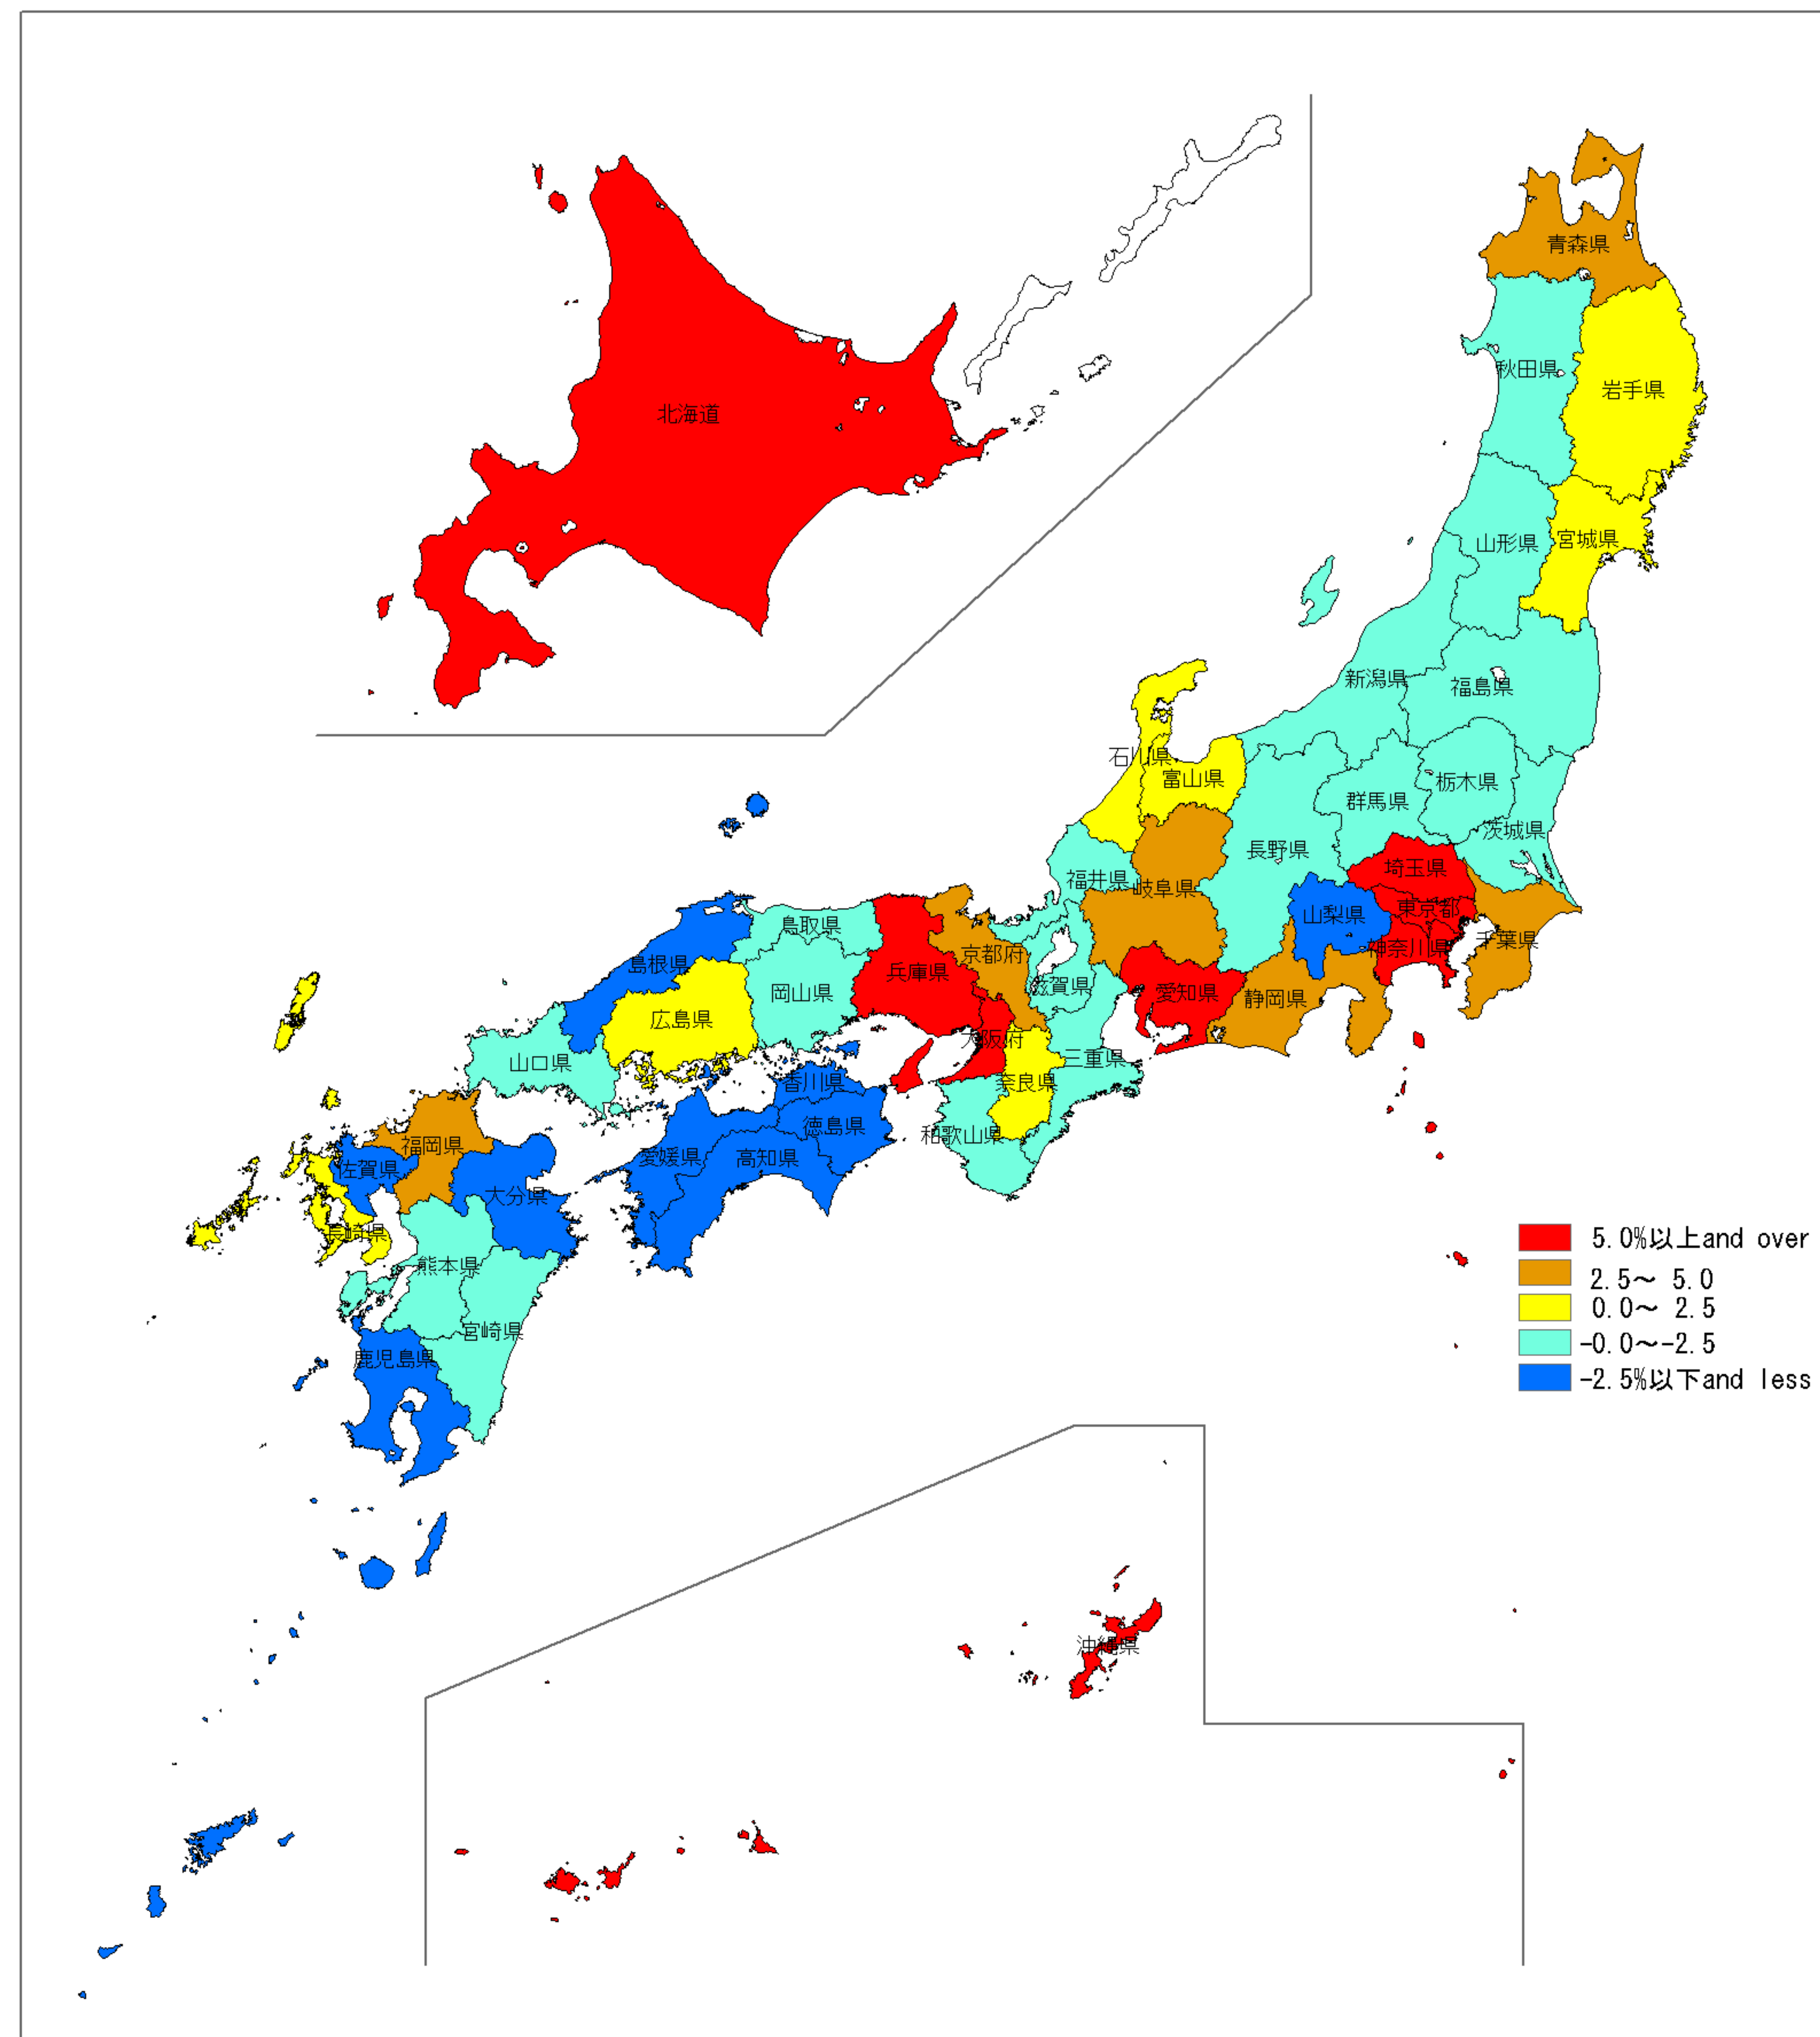 北海道
青森県
秋田県
岩手県
山形県
宮城県
新潟県
福島県
石川県
富山県
栃木県
群馬県
茨城県
長野県
埼玉県
福井県
岐阜県
東京都
山梨県
千葉県
神奈川県
鳥取県
京都府
島根県
兵庫県
滋賀県
岡山県
愛知県
静岡県
広島県
大阪府
三重県
山口県
奈良県
香川県
徳島県
和歌山県
福岡県
愛媛県
高知県
佐賀県
大分県
長崎県
熊本県
宮崎県
鹿児島県
5.0%以上and over
2.5～ 5.0
0.0～ 2.5
-0.0～-2.5
-2.5%以下and less
沖縄県